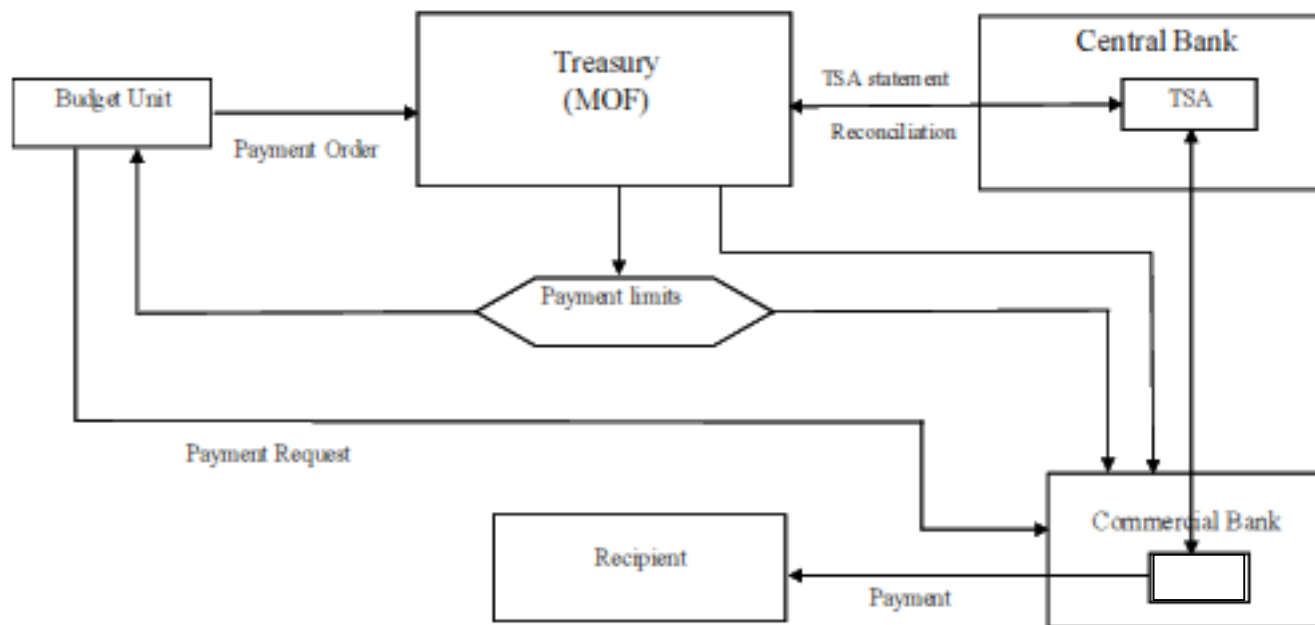 Treasury
(MOF)
Central Bank
Budget Unit
TSA statement
TSA
Reconciliation
Payment Order
Payment limits
Payment Request
Commercial Bank
Recipient
Payment